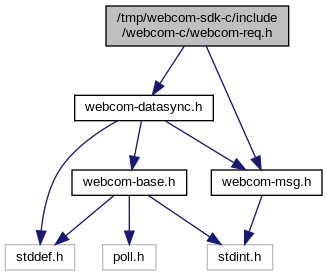 /tmp/webcom-sdk-c/include
/webcom-c/webcom-req.h
webcom-datasync.h
webcom-base.h
webcom-msg.h
stddef.h
poll.h
stdint.h